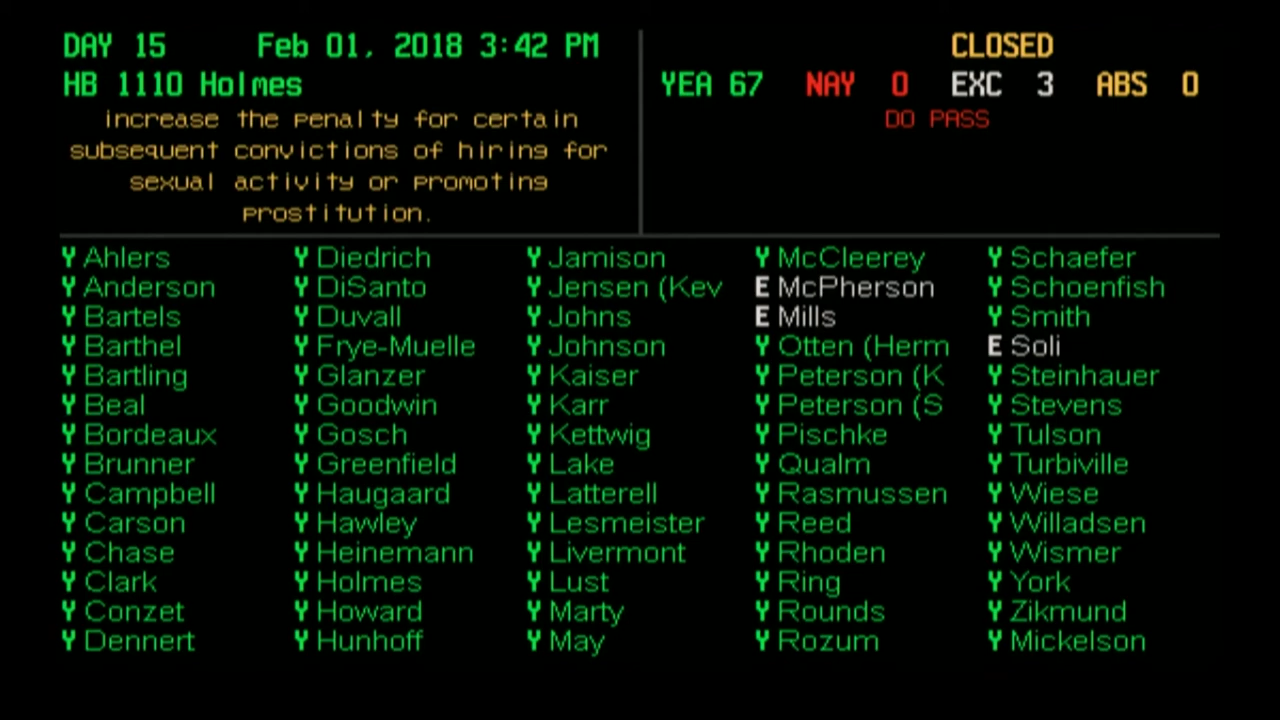 DAY 15 Feb 01, 2018 3:42 PM
HB 1110 Holmes
increase the penalty for certain
subsequent convictions of hiring for
sexual activity or promoting
prostitution.
CLOSED
YEA 67 NAY 0 EXC 3 ABS 0
DO PASS
Y Ahlers Y Diedrich Y Jamison Y McCleerey Y Schaefer
Y Anderson Y DiSanto Y Jensen (Kev E McPherson Y Schoenfish
Y Bartels Y Duvall Y Johns E Mills Y Smith
Y Barthel Y Frye-Muelle Y Johnson Y Otten (Herm E Soli
Y Bartling Y Glanzer Y Kaiser Y Peterson (K Y Steinhauer
Y Beal Y Goodwin Y Karr Y Peterson (S Y Stevens
Y Bordeaux Y Gosch Y Kettwig Y Pischke Y Tulson
Y Brunner Y Greenfield Y Lake Y Qualm Y Turbiville
Y Campbell Y Haugaard Y Latterell Y Rasmussen Y Wiese
Y Carson Y Hawley Y Lesmeister Y Reed Y Willadsen
Y Chase Y Heinemann Y Livermont Y Rhoden Y Wismer
Y Clark Y Holmes Y Lust Y Ring Y York
Y Conzet Y Howard Y Marty Y Rounds Y Zikmund
Y Dennert Y Hunhoff Y May Y Rozum Y Mickelson